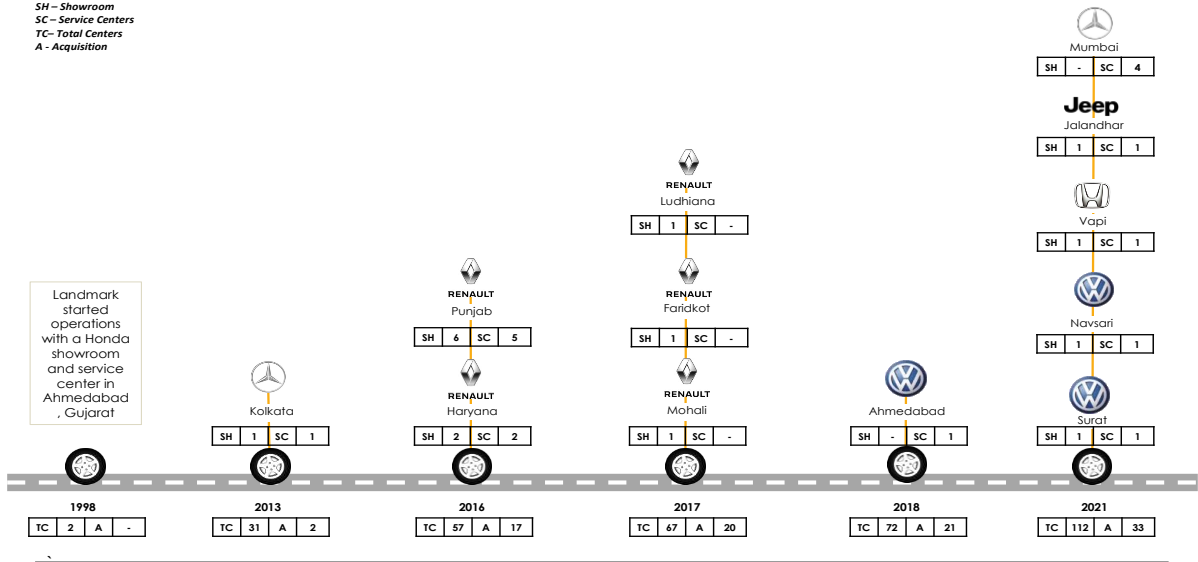 SH – Showroom
SC – Service Centers
TC– Total Centers
A - Acquisition
Landmark
started
operations
with a Honda
showroom
and service
center in
Ahmedabad
, Gujarat
1998
TC 2 A -
Kolkata
SH 1 SC 1
2013
TC 31 A 2
RENAULT
Punjab
SH 6 SC 5
RENAULT
Haryana
SH 2 SC 2
2016
TC 57 A 17
RENAULT
Ludhiana
SH 1 SC -
RENAULT
Faridkot
SH 1 SC -
RENAULT
Mohali
SH 1 SC -
2017
TC 67 A 20
Ahmedabad
SH - SC 1
2018
TC 72 A 21
Mumbai
SH - SC 4
Jeep
Jalandhar
SH 1 SC 1
Vapi
SH 1 SC 1
Navsari
SH 1 SC 1
Surat
SH 1 SC 1
2021
TC 112 A 33
`